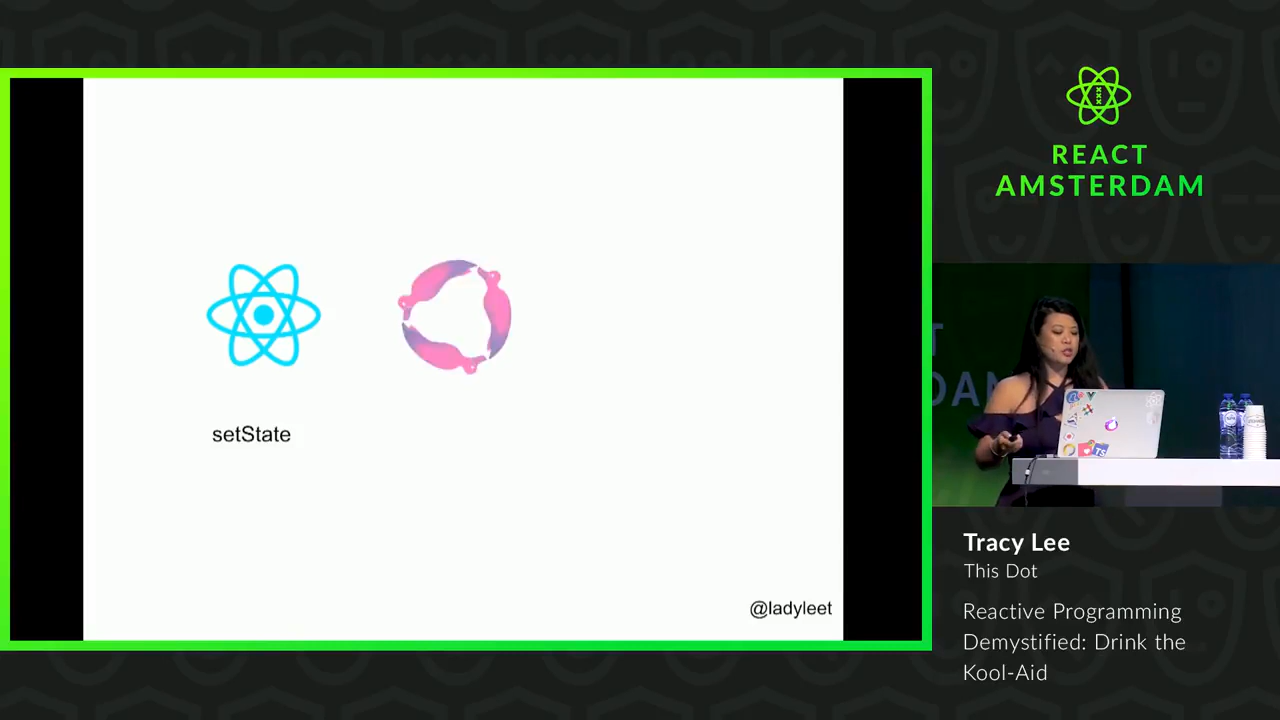 setState
@ladyleet
REACT
AMSTERDAM
Tracy Lee
This Dot
Reactive Programming
Demystified: Drink the
Kool-Aid